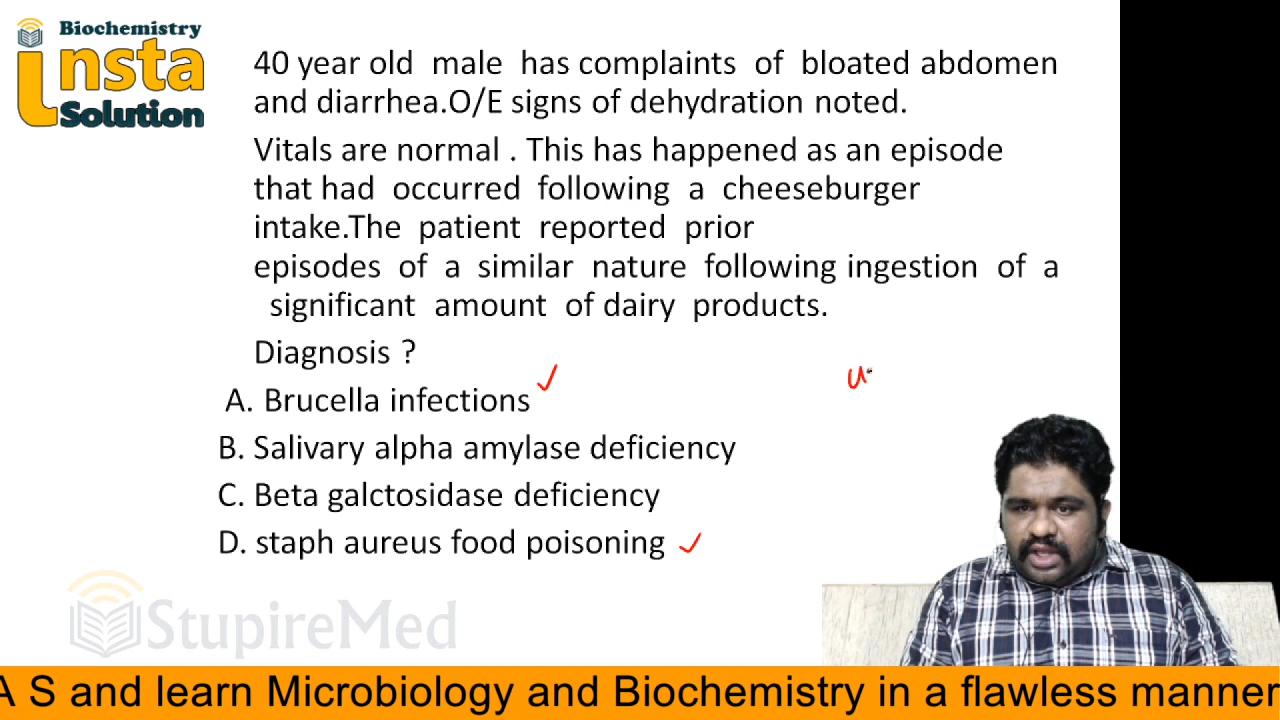 Biochemistry
insta
Solution
40 year old male has complaints of bloated abdomen
and diarrhea.O/E signs of dehydration noted.
Vitals are normal . This has happened as an episode
that had occurred following a cheeseburger
intake.The patient reported prior
episodes of a similar nature following ingestion of a
significant amount of dairy products.
Diagnosis ?
A. Brucella infections
B. Salivary alpha amylase deficiency
C. Beta galctosidase deficiency
D. staph aureus food poisoning
StupireMed
A S and learn Microbiology and Biochemistry in a flawless manner